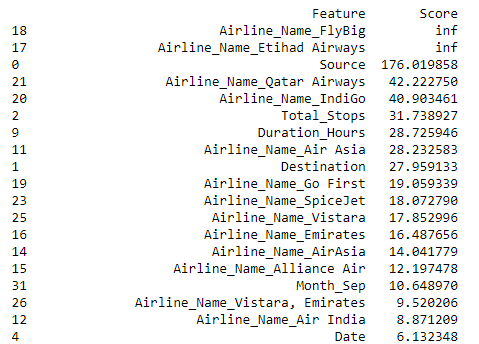 Feature Score
18 Airline_Name_FlyBig inf
17 Airline_Name_Etihad Airways inf
0 Source 176.019858
21 Airline_Name_Qatar Airways 42.222750
20 Airline_Name_IndiGo 40.903461
2 Total_Stops 31.738927
9 Duration_Hours 28.725946
11 Airline_Name_Air Asia 28.232583
1 Destination 27.959133
19 Airline_Name_Go First 19.059339
23 Airline_Name_SpiceJet 18.072790
25 Airline_Name_Vistara 17.852996
16 Airline_Name_Emirates 16.487656
14 Airline_Name_AirAsia 14.041779
15 Airline_Name_Alliance Air 12.197478
31 Month_Sep 10.648970
26 Airline_Name_Vistara, Emirates 9.520206
12 Airline_Name_Air India 8.871209
4 Date 6.132348